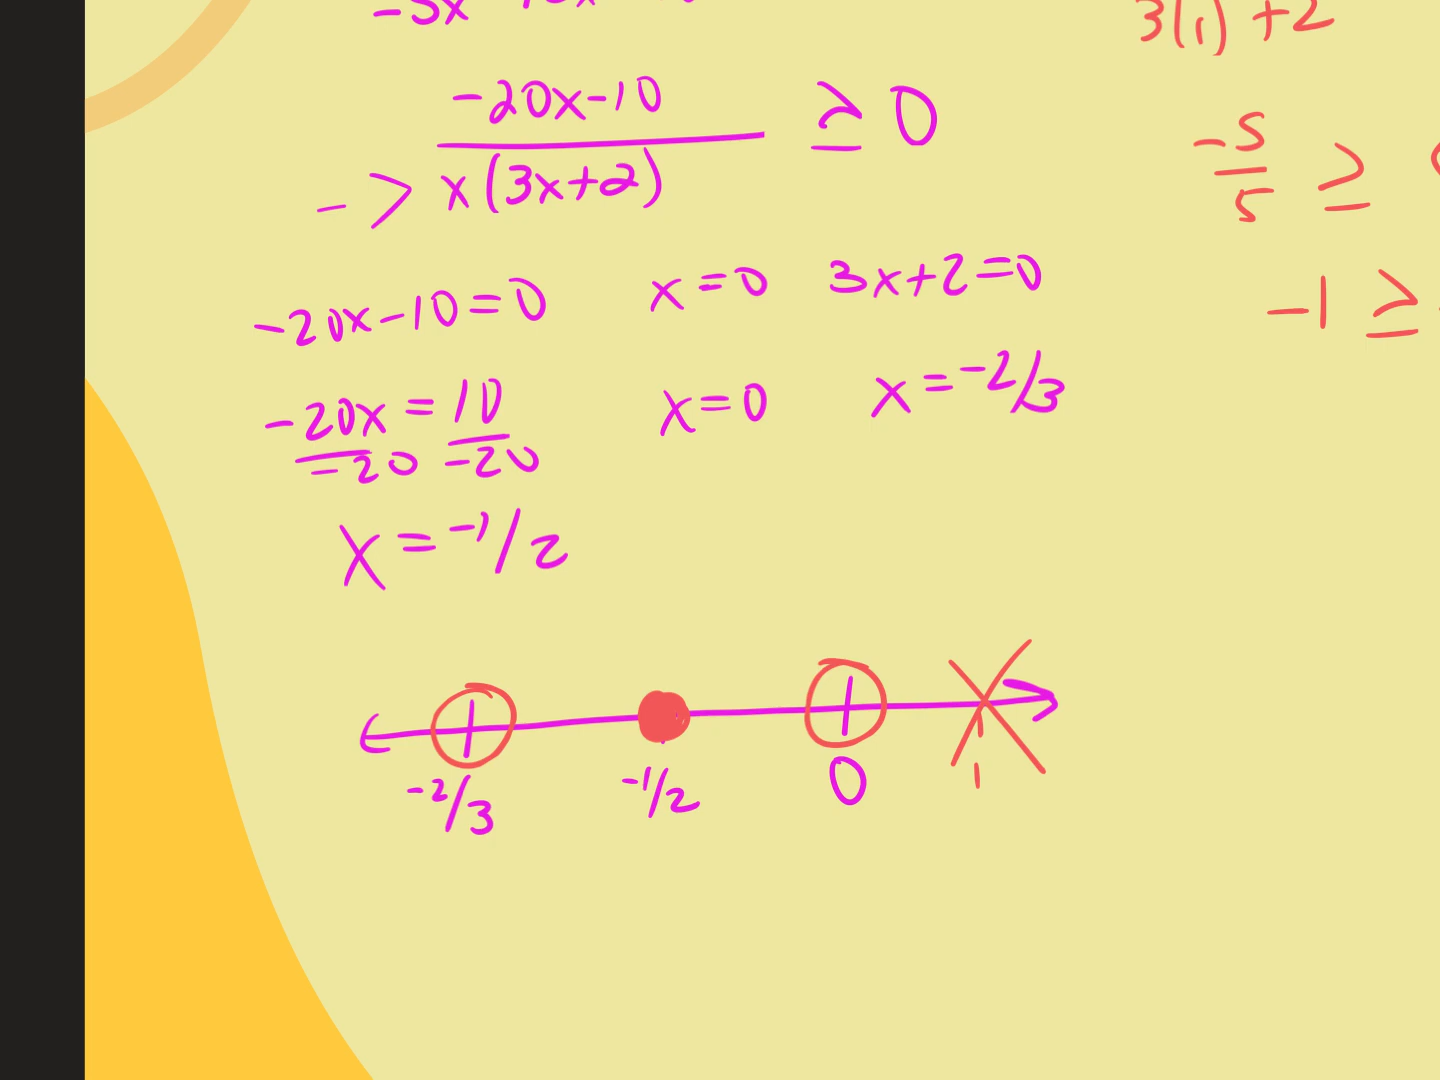 3(1)+2
-20x-10 ≥ 0
-> x(3x+2)
-5 ≥
5
-20x-10=0 x=0 3x+2=0
-1 ≥
-20x = 10 x=0 x=-2/3
-20 -20
x=-1/2
-2/3 -1/2 0 1